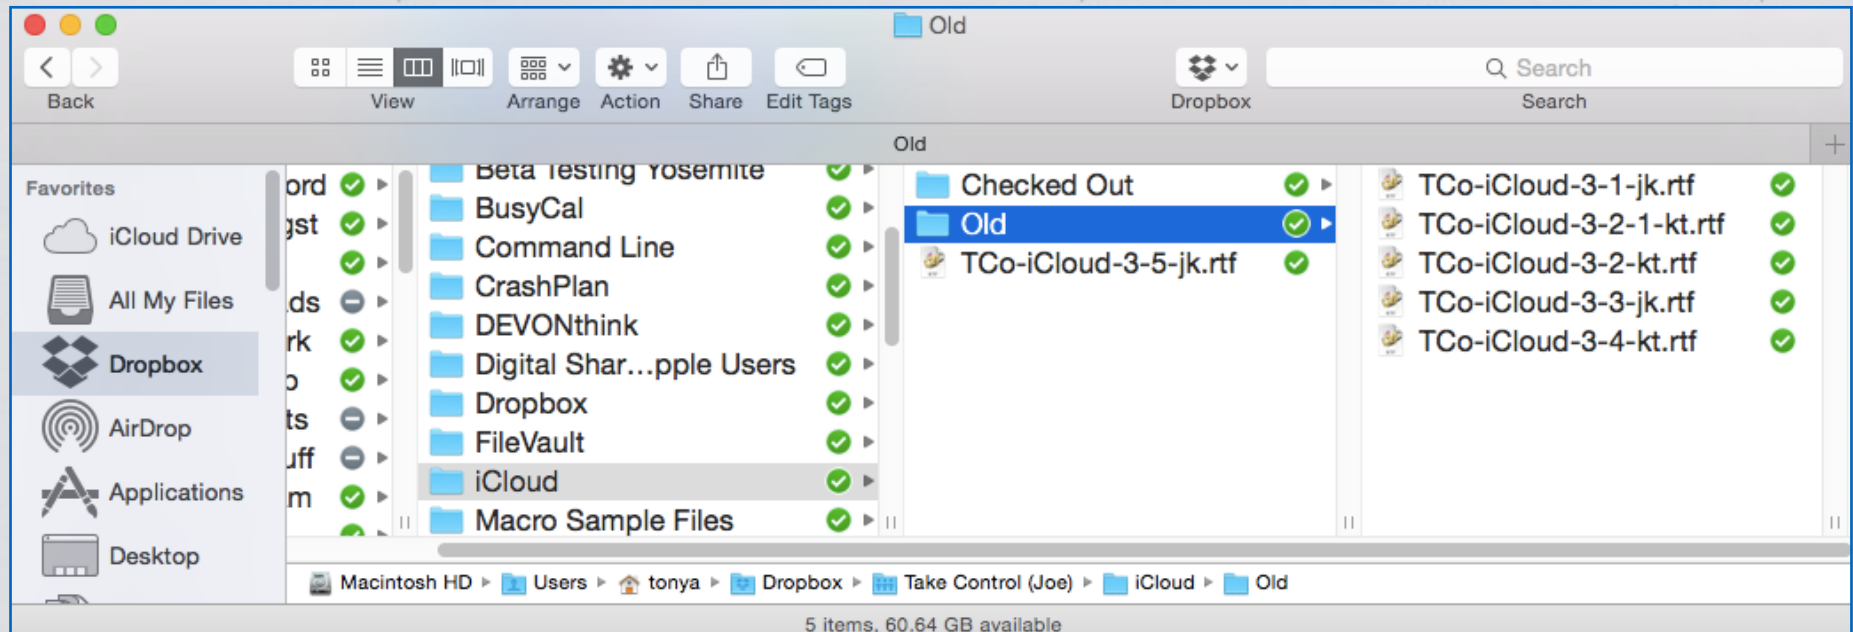 Old
Back
View
Arrange
Action
Share
Edit Tags
Dropbox
Search
Search
Old
Favorites
iCloud Drive
All My Files
Dropbox
AirDrop
Applications
Desktop
ord
gst
ds
rk
ts
uff
m
Beta Testing Yosemite
BusyCal
Command Line
CrashPlan
DEVONthink
Digital Shar...pple Users
Dropbox
FileVault
iCloud
Macro Sample Files
Checked Out
Old
TCo-iCloud-3-5-jk.rtf
TCo-iCloud-3-1-jk.rtf
TCo-iCloud-3-2-1-kt.rtf
TCo-iCloud-3-2-kt.rtf
TCo-iCloud-3-3-jk.rtf
TCo-iCloud-3-4-kt.rtf
Macintosh HD Users tonya Dropbox Take Control (Joe) iCloud Old
5 items, 60.64 GB available